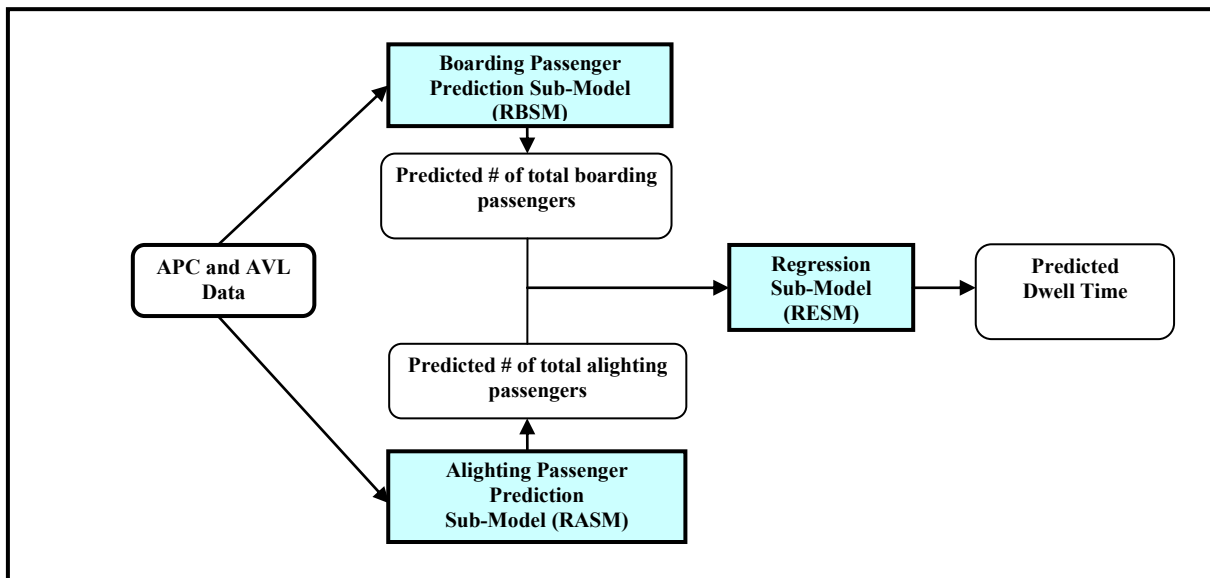 Boarding Passenger
Prediction Sub-Model
(RBSM)
Predicted # of total boarding
passengers
APC and AVL
Data
Regression
Sub-Model
(RESM)
Predicted
Dwell Time
Predicted # of total alighting
passengers
Alighting Passenger
Prediction
Sub-Model (RASM)